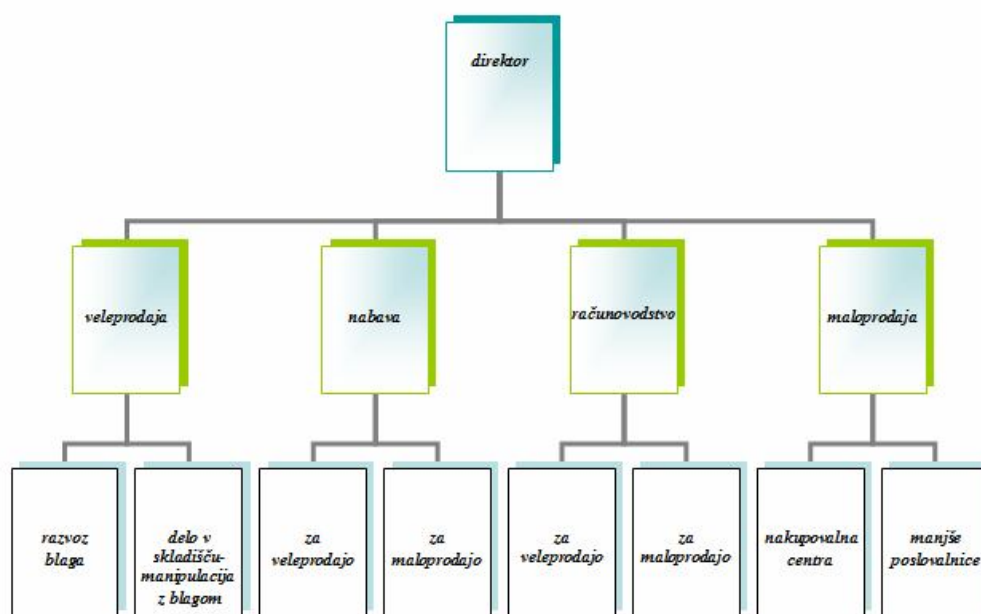 direktor
veleprodaja
nabava
računovodstvo
maloprodaja
razvoz
blaga
delo v
skladišču-
manipulacija
z blagom
za
veleprodajo
za
maloprodajo
za
veleprodajo
za
maloprodajo
nakupovalna
centra
manjše
poslovalnice